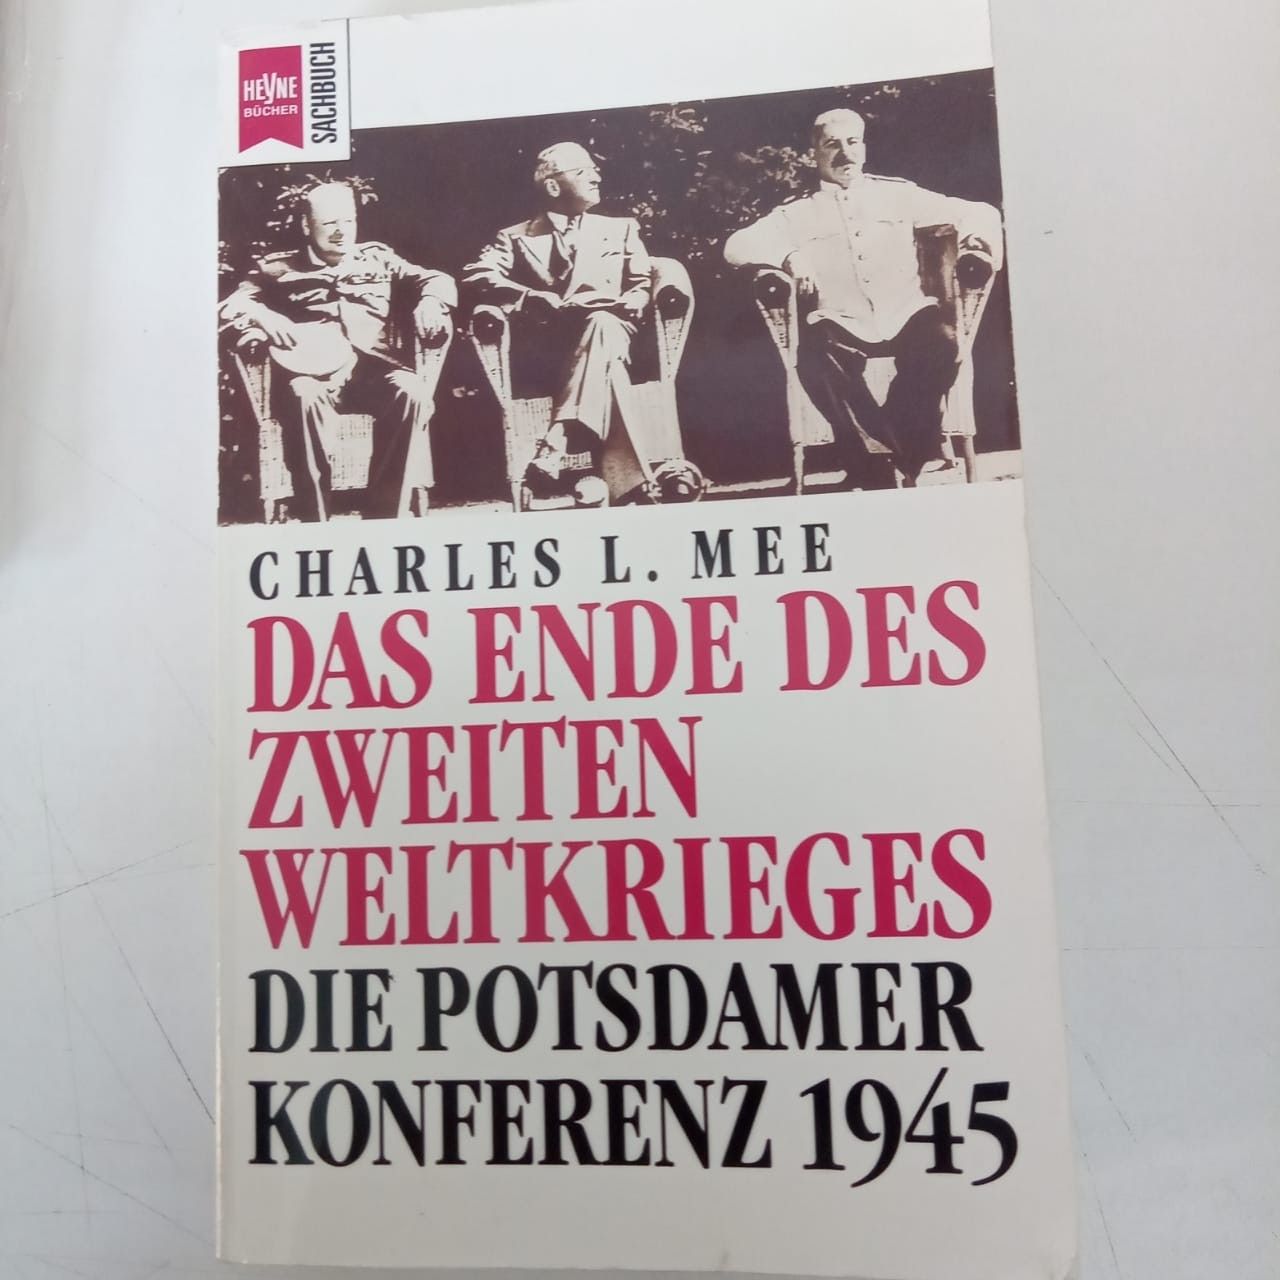 HEYNE
BÜCHER
SACHBUCH
CHARLES L. MEE
DAS ENDE DES
ZWEITEN
WELTKRIEGES
DIE POTSDAMER
KONFERENZ 1945